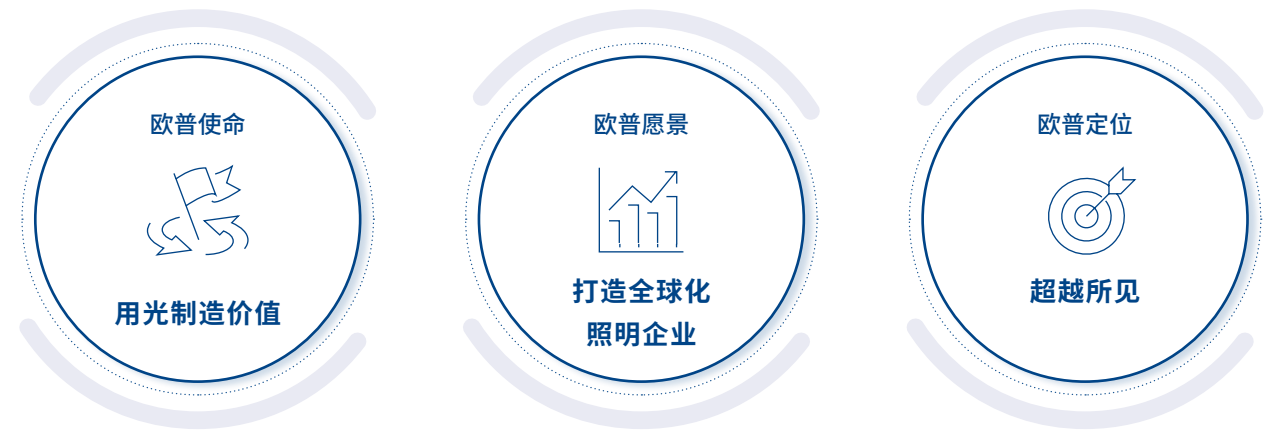 欧普使命
用光制造价值
欧普愿景
打造全球化
照明企业
欧普定位
超越所见